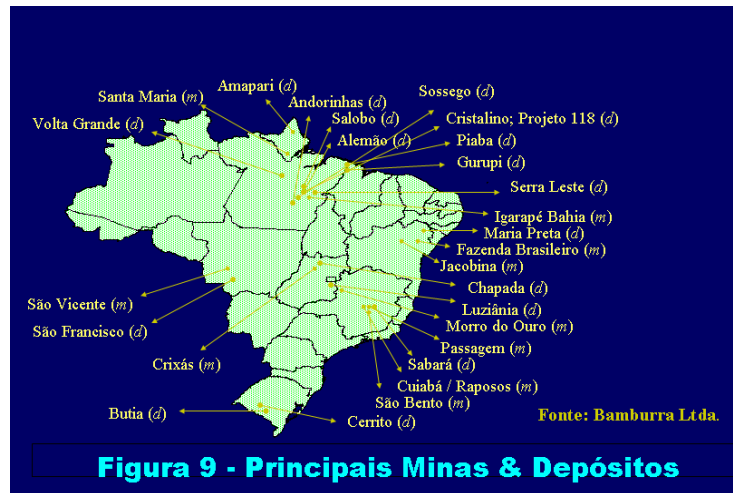 Amapari (d)
Sossego (d)
Santa Maria (m)
Andorinhas (d)
Salobo (d)
Cristalino; Projeto 118 (d)
Volta Grande (d)
Alemão (d)
Piaba (d)
Gurupi (d)
Serra Leste (d)
Igarapé Bahia (m)
Maria Preta (d)
Fazenda Brasileiro (m)
Jacobina (m)
Chapada (d)
São Vicente (m)
Luziânia (d)
São Francisco (d)
Morro do Ouro (m)
Passagem (m)
Crixás (m)
Sabará (d)
Cuiabá / Raposos (m)
São Bento (m)
Butia (d)
Cerrito (d)
Fonte: Bamburra Ltda.
Figura 9 - Principais Minas & Depósitos